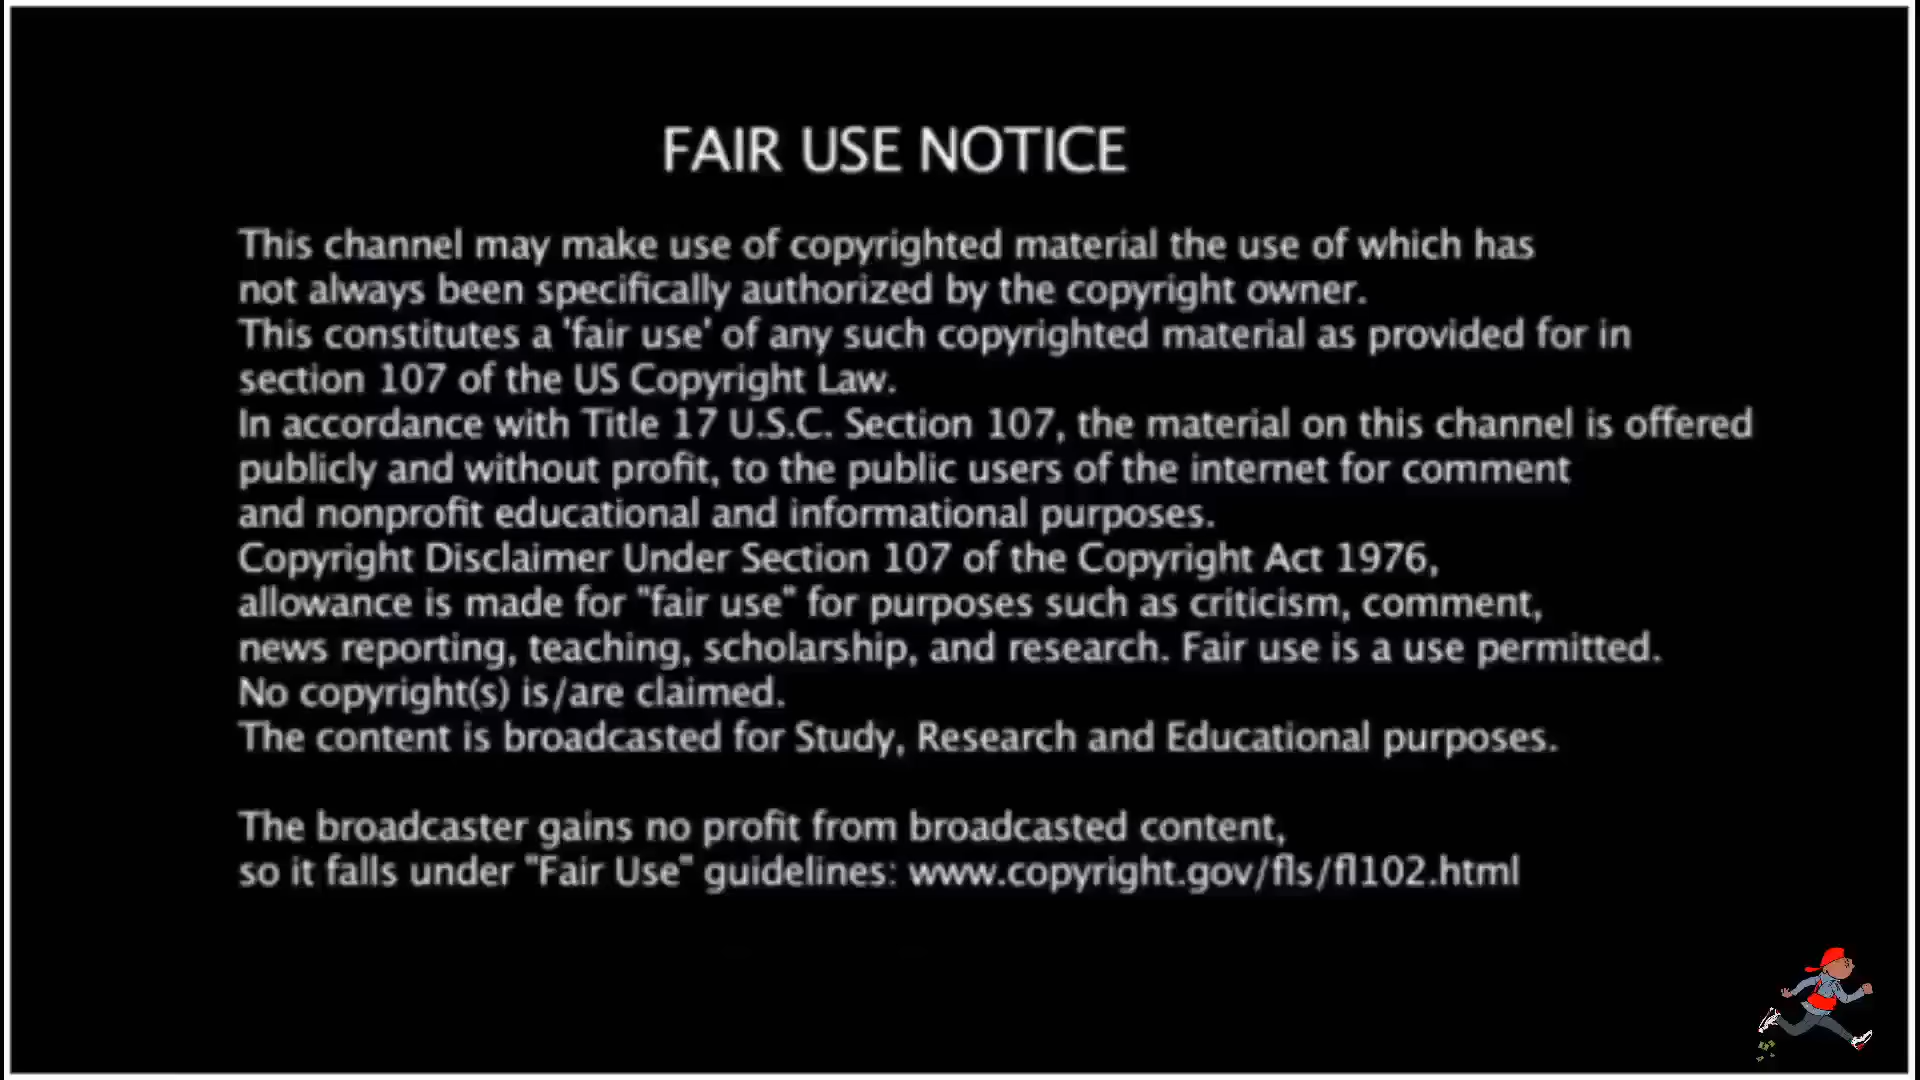 FAIR USE NOTICE
This channel may make use of copyrighted material the use of which has
not always been specifically authorized by the copyright owner.
This constitutes a 'fair use' of any such copyrighted material as provided for in
section 107 of the US Copyright Law.
In accordance with Title 17 U.S.C. Section 107, the material on this channel is offered
publicly and without profit, to the public users of the internet for comment
and nonprofit educational and informational purposes.
Copyright Disclaimer Under Section 107 of the Copyright Act 1976,
allowance is made for "fair use" for purposes such as criticism, comment,
news reporting, teaching, scholarship, and research. Fair use is a use permitted.
No copyright(s) is/are claimed.
The content is broadcasted for Study, Research and Educational purposes.
The broadcaster gains no profit from broadcasted content,
so it falls under "Fair Use" guidelines: www.copyright.gov/fls/fl102.html